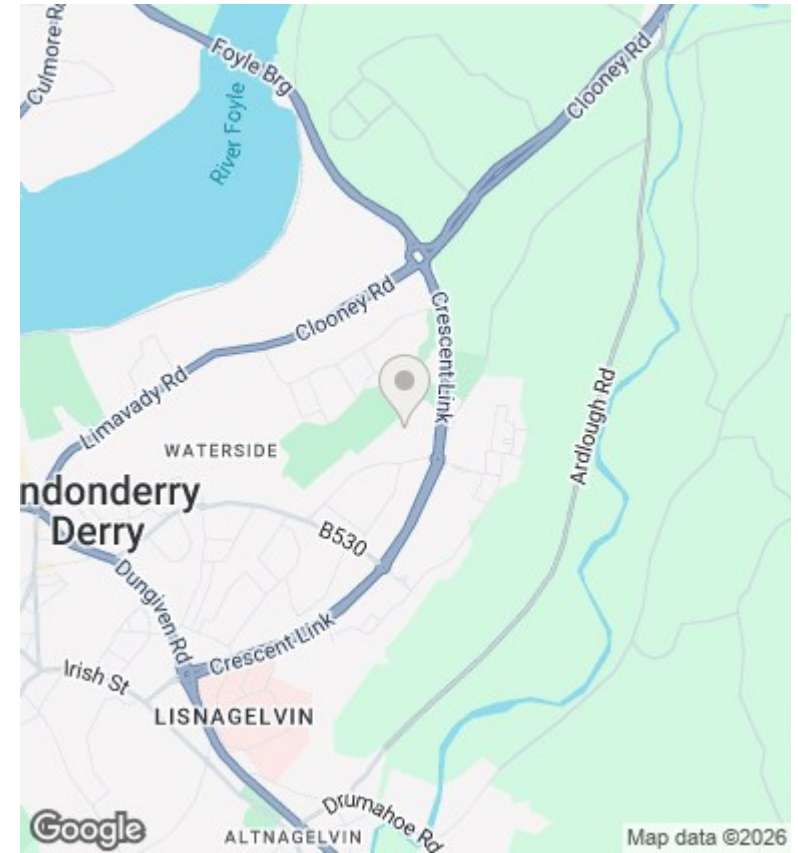 Culmore R
Foyle Brg
River Foyle
Clooney Rd
Clooney Rd
Crescent Link
Limavady Rd
Ardlough Rd
WATERSIDE
ndonderry
Derry
B530
Dungiven Rd
Crescent Link
Irish St
LISNAGELVIN
Drumahoe Rd
ALTNAGELVIN
Google
Map data ©2026